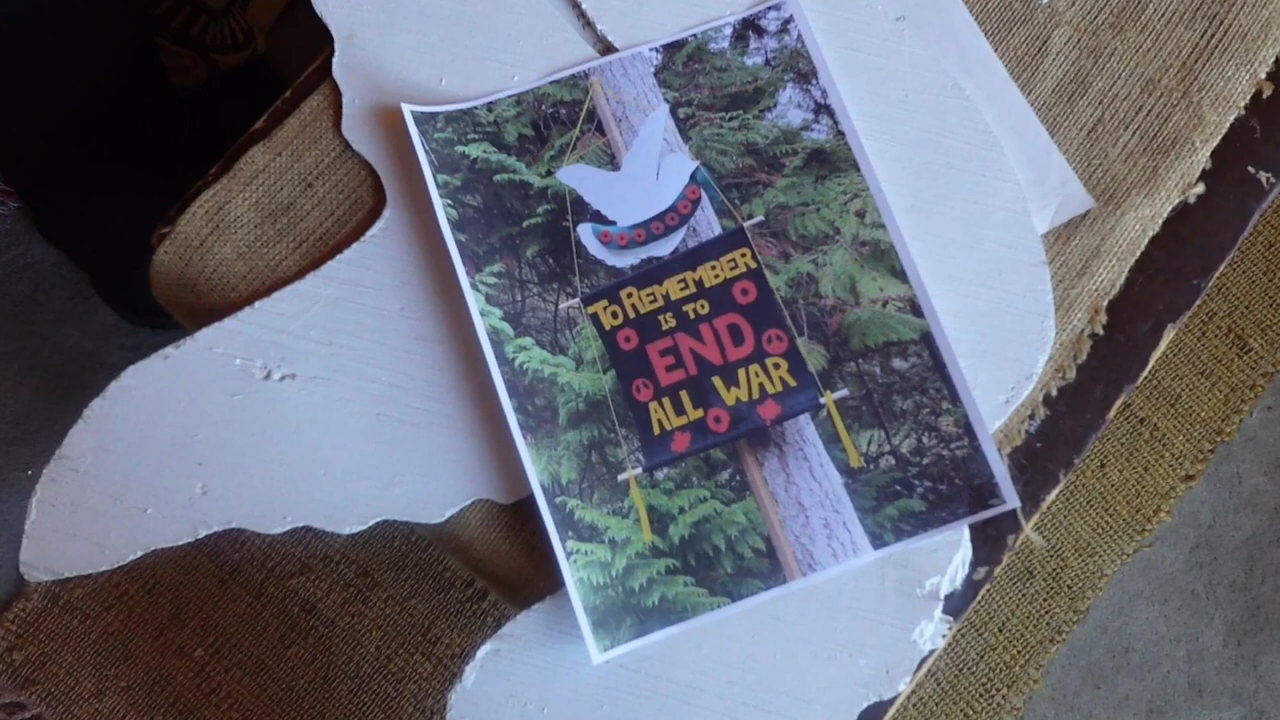 TO REMEMBER
IS TO
END
ALL WAR